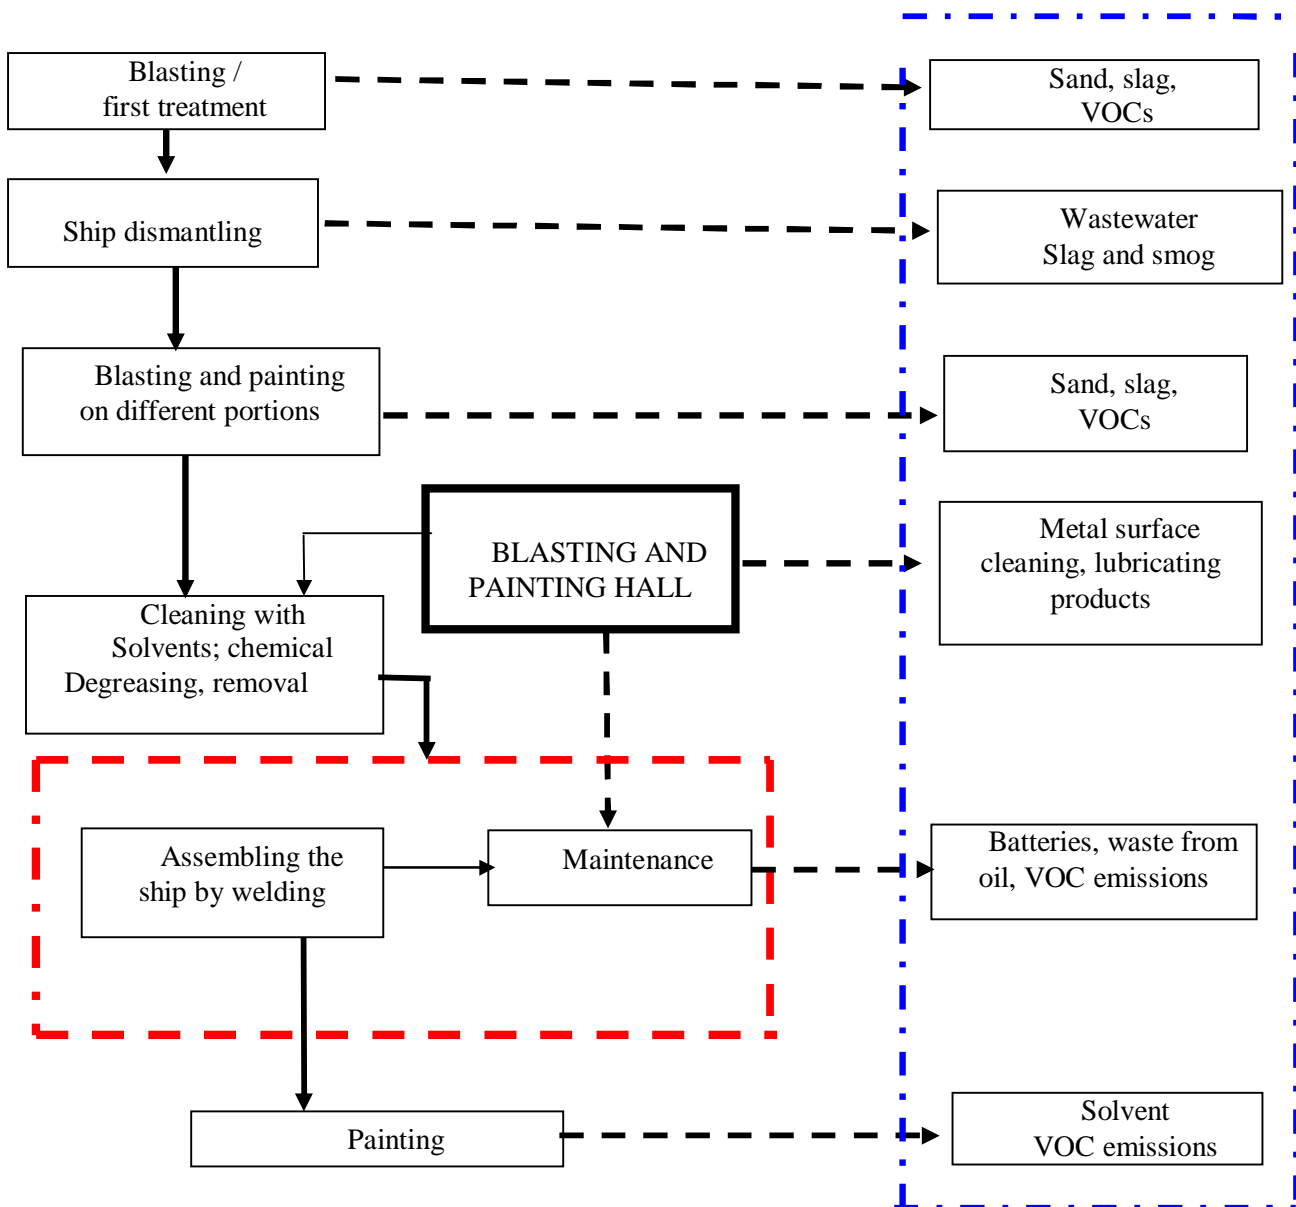 Blasting /
first treatment
Sand, slag,
VOCs
Ship dismantling
Wastewater
Slag and smog
Blasting and painting
on different portions
Sand, slag,
VOCs
BLASTING AND
PAINTING HALL
Metal surface
cleaning, lubricating
products
Cleaning with
Solvents; chemical
Degreasing, removal
Assembling the
ship by welding
Maintenance
Batteries, waste from
oil, VOC emissions
Painting
Solvent
VOC emissions